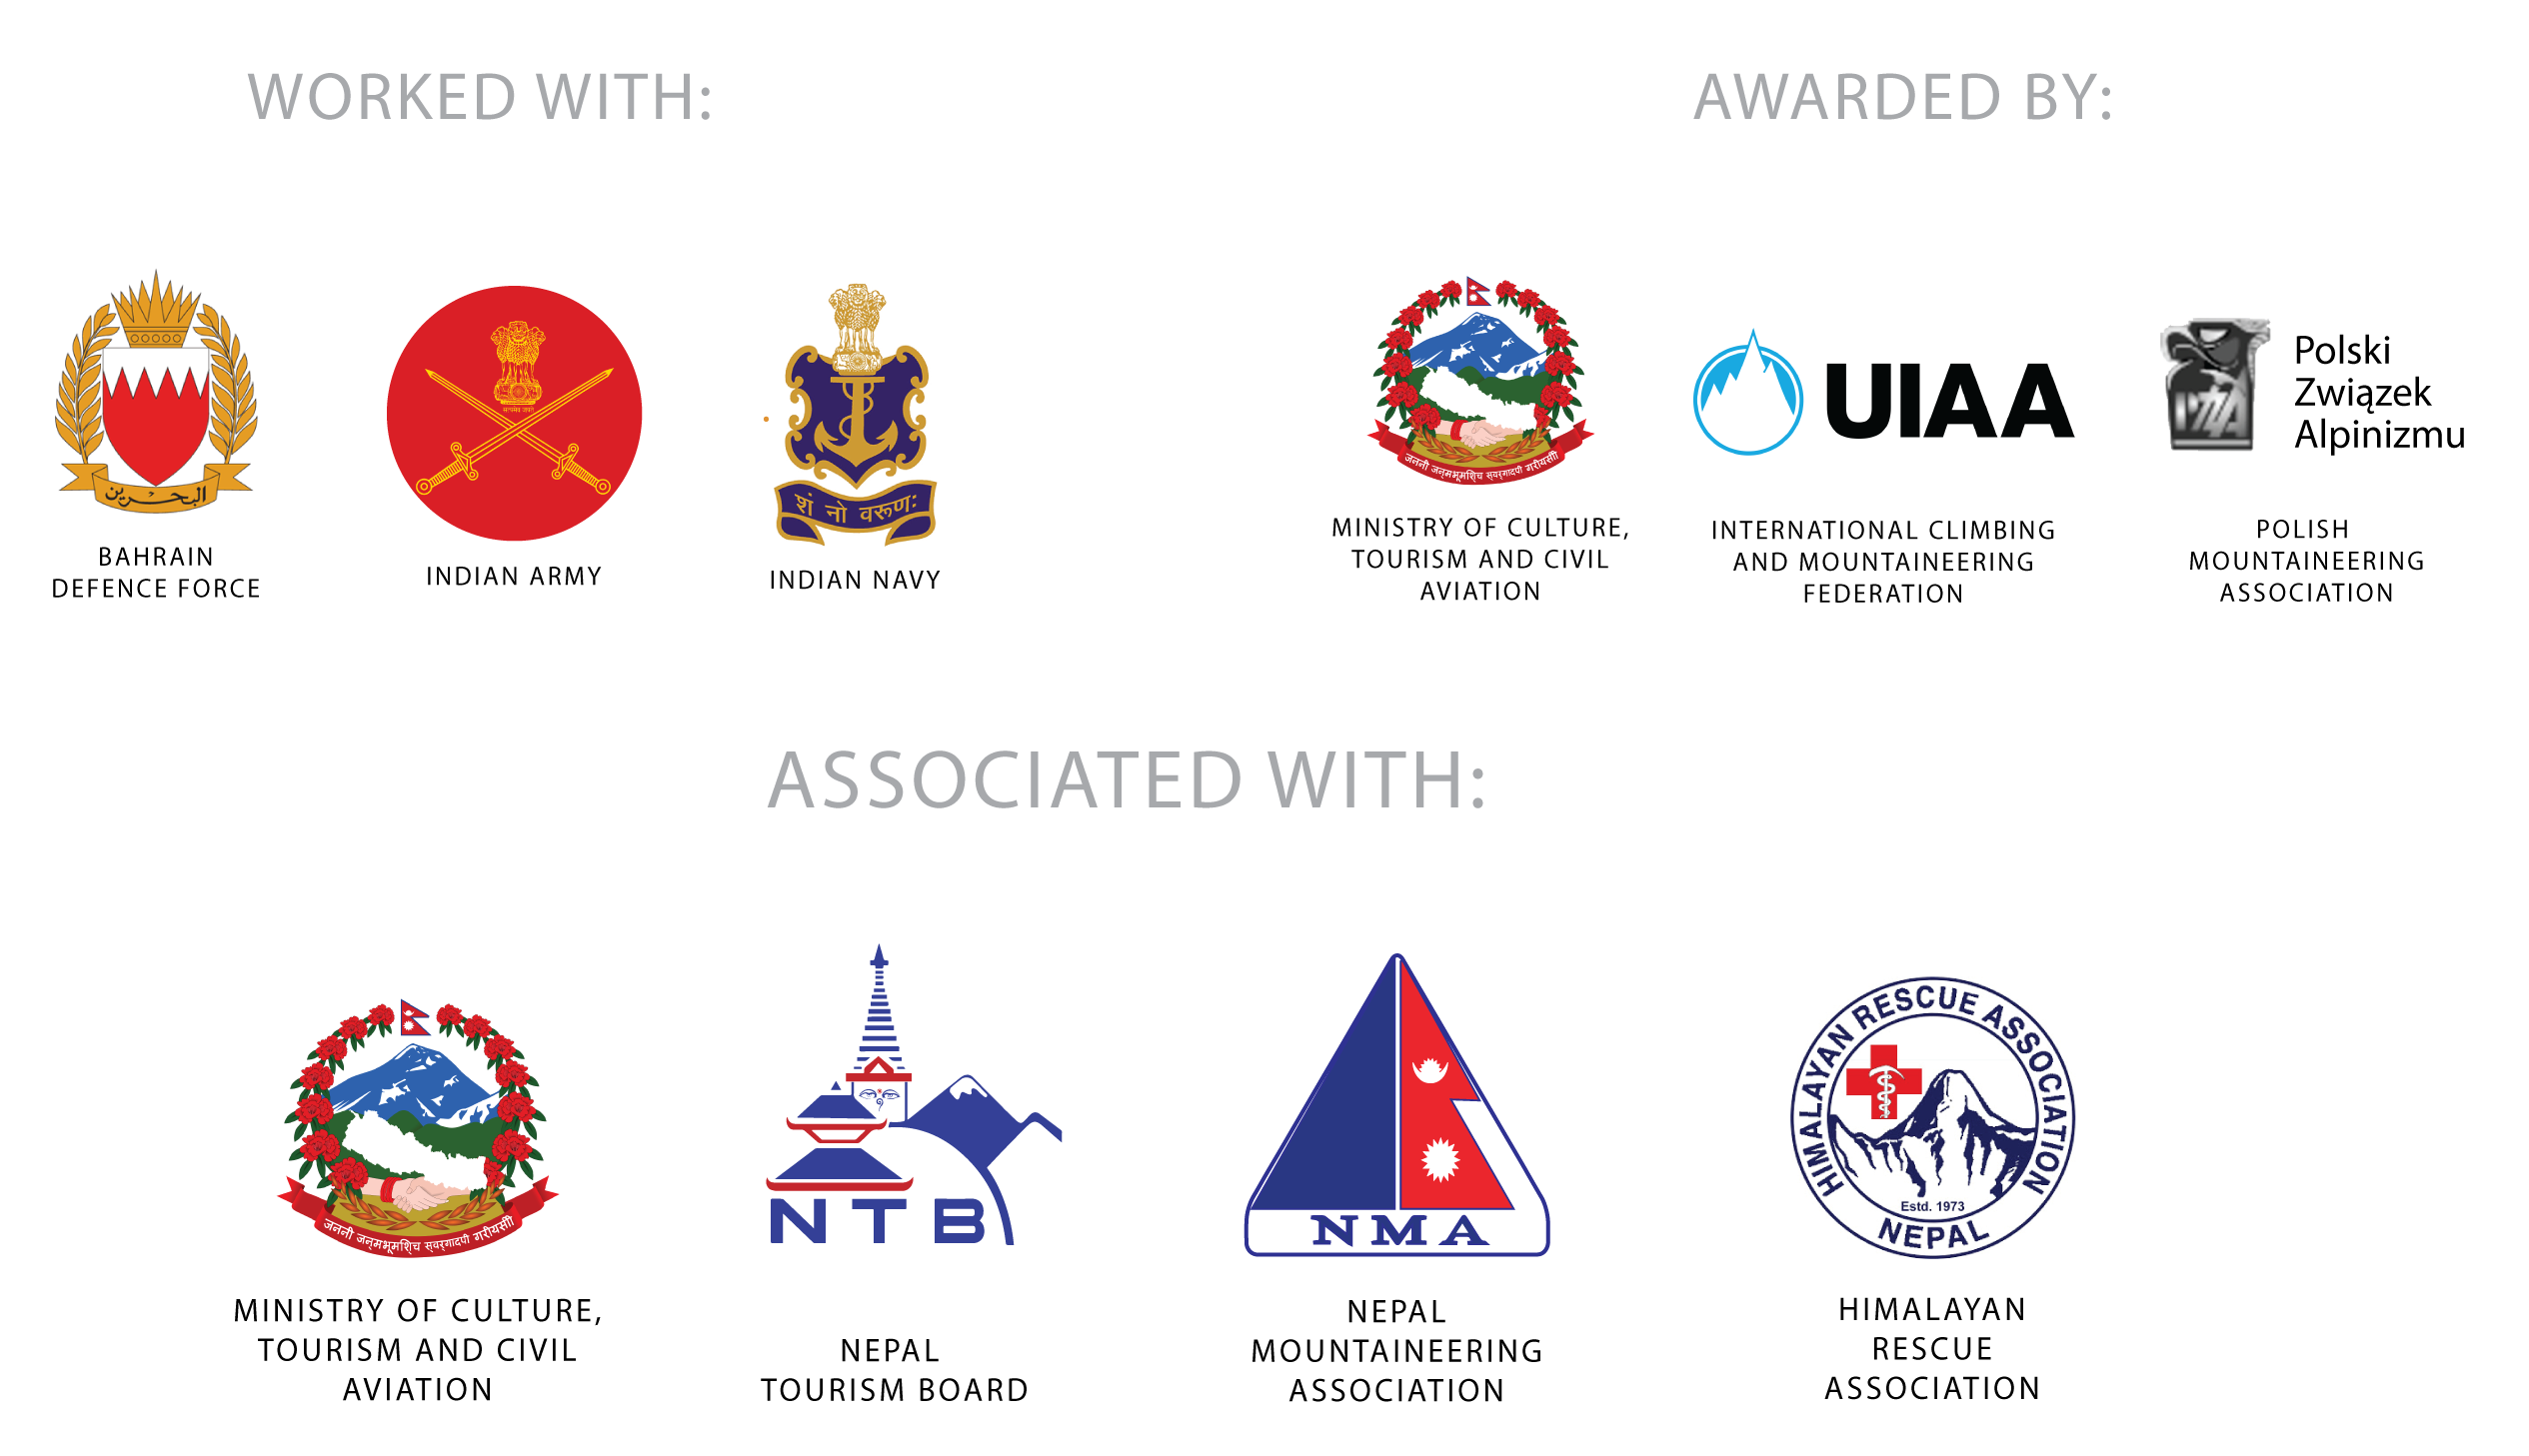 WORKED WITH:
البحرين
BAHRAIN
DEFENCE FORCE
INDIAN ARMY
शं नो वरुणः
INDIAN NAVY
AWARDED BY:
जननी जन्मभूमिश्च स्वर्गादपी गरीयसी
MINISTRY OF CULTURE,
TOURISM AND CIVIL
AVIATION
UIAA
INTERNATIONAL CLIMBING
AND MOUNTAINEERING
FEDERATION
PZA
Polski
Związek
Alpinizmu
POLISH
MOUNTAINEERING
ASSOCIATION
ASSOCIATED WITH:
जननी जन्मभूमिश्च स्वर्गादपी गरीयसी
MINISTRY OF CULTURE,
TOURISM AND CIVIL
AVIATION
NTB
NEPAL
TOURISM BOARD
NMA
NEPAL
MOUNTAINEERING
ASSOCIATION
HIMALAYAN RESCUE ASSOCIATION
Estd. 1973
NEPAL
HIMALAYAN
RESCUE
ASSOCIATION